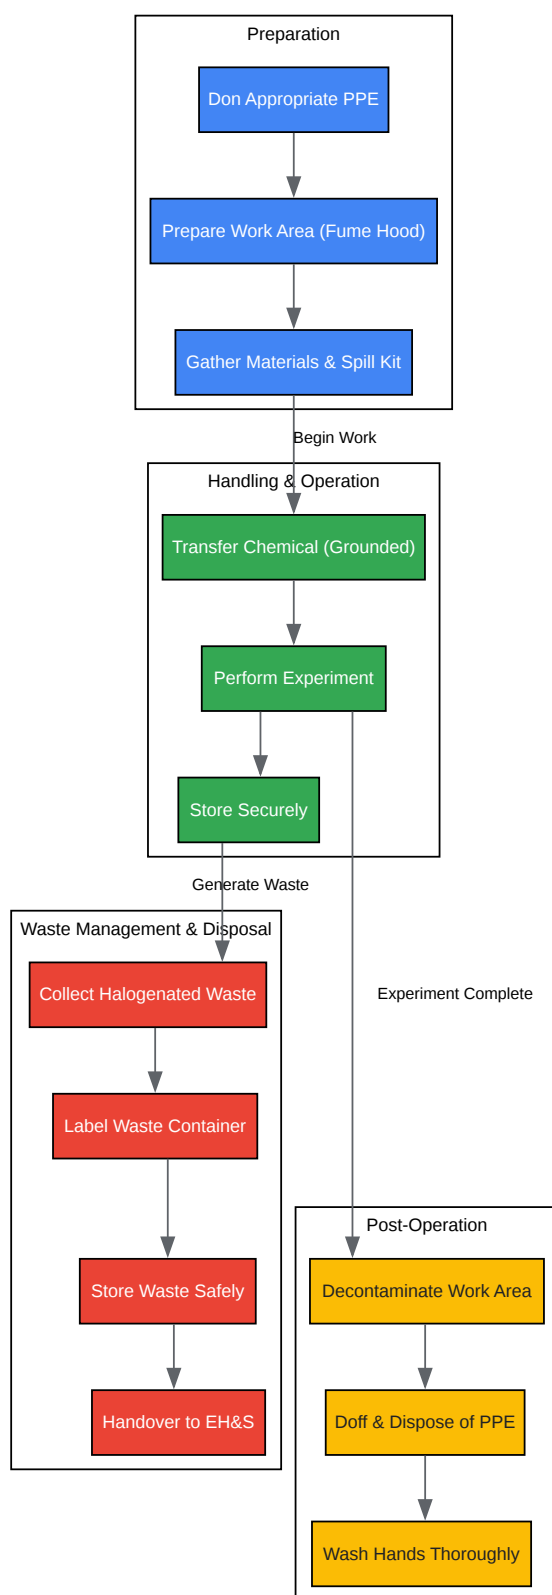 Preparation
Don Appropriate PPE
Prepare Work Area (Fume Hood)
Gather Materials & Spill Kit
Begin Work
Handling & Operation
Transfer Chemical (Grounded)
Perform Experiment
Store Securely
Generate Waste
Waste Management & Disposal
Collect Halogenated Waste
Experiment Complete
Label Waste Container
Post-Operation
Store Waste Safely
Decontaminate Work Area
Handover to EH&S
Doff & Dispose of PPE
Wash Hands Thoroughly